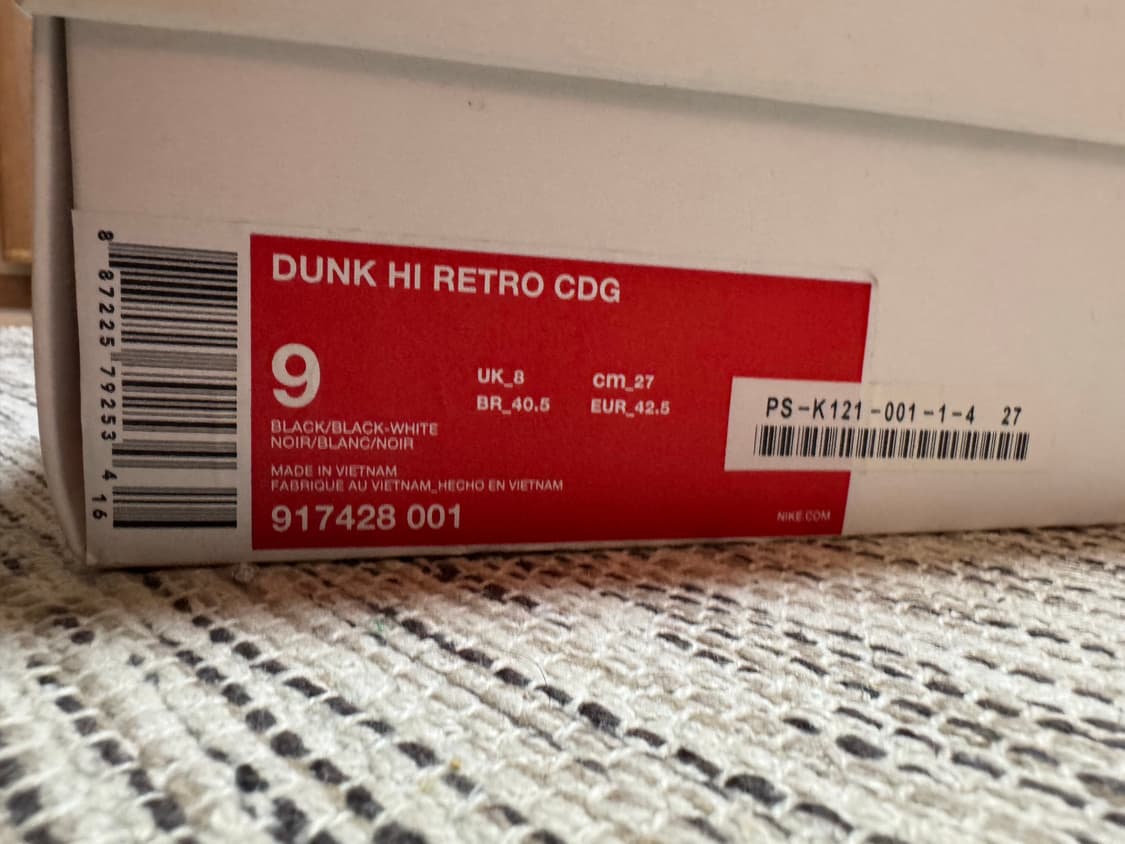 8 87225 79253 4 16
DUNK HI RETRO CDG
9
UK_8 cm_27
BR_40.5 EUR_42.5
BLACK/BLACK-WHITE
NOIR/BLANC/NOIR
MADE IN VIETNAM
FABRIQUE AU VIETNAM_HECHO EN VIETNAM
917428 001
PS-K121-001-1-4 27
NIKE.COM